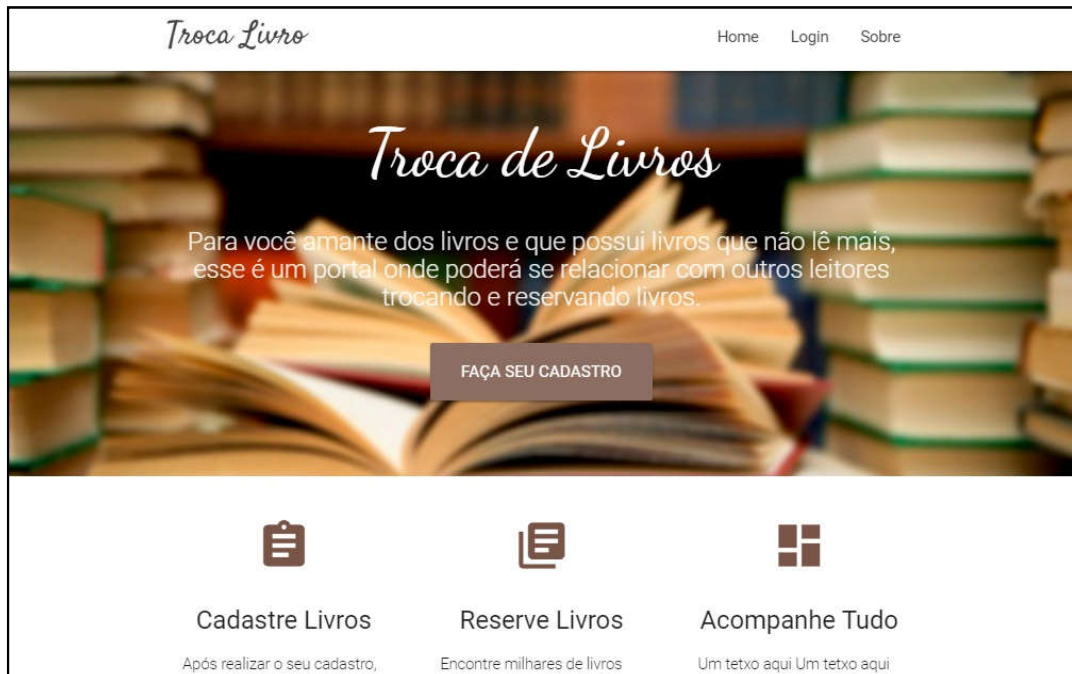 Troca Livro
Home Login Sobre
Troca de Livros
Para você amante dos livros e que possui livros que não lê mais,
esse é um portal onde poderá se relacionar com outros leitores
trocando e reservando livros.
FAÇA SEU CADASTRO
Cadastre Livros
Reserve Livros
Acompanhe Tudo
Após realizar o seu cadastro,
Encontre milhares de livros
Um tetxo aqui Um tetxo aqui